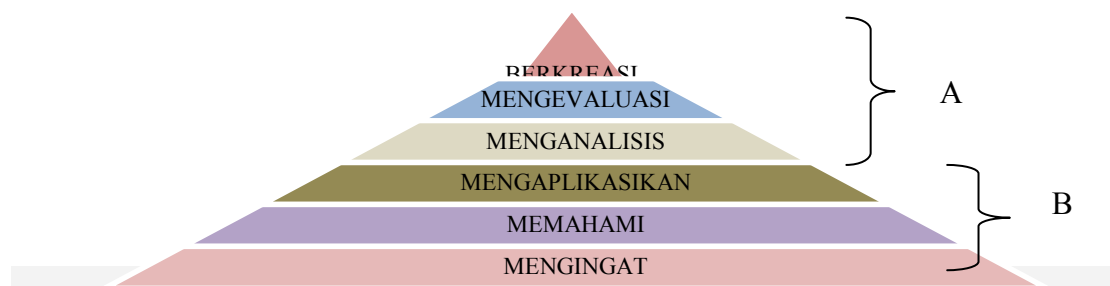 BERKREASI
MENGEVALUASI
A
MENGANALISIS
MENGAPLIKASIKAN
B
MEMAHAMI
MENGINGAT